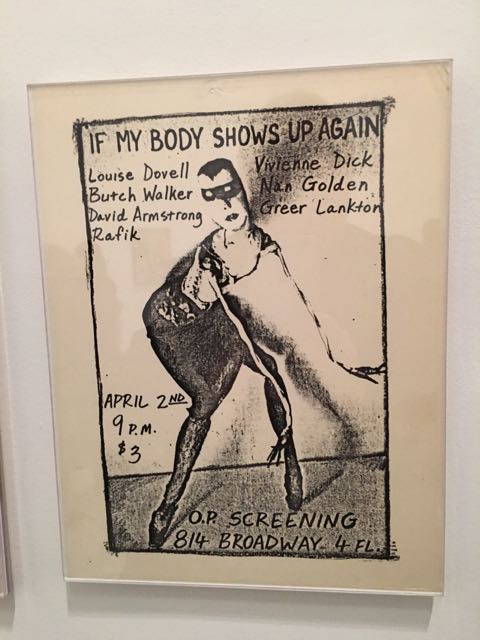 IF MY BODY SHOWS UP AGAIN
Louise Dovell
Butch Walker
David Armstrong
Rafik
Vivienne Dick
Nan Golden
Greer Lankton
APRIL 2ND
9 P.M.
$3
O.P. SCREENING
814 BROADWAY 4 FL.